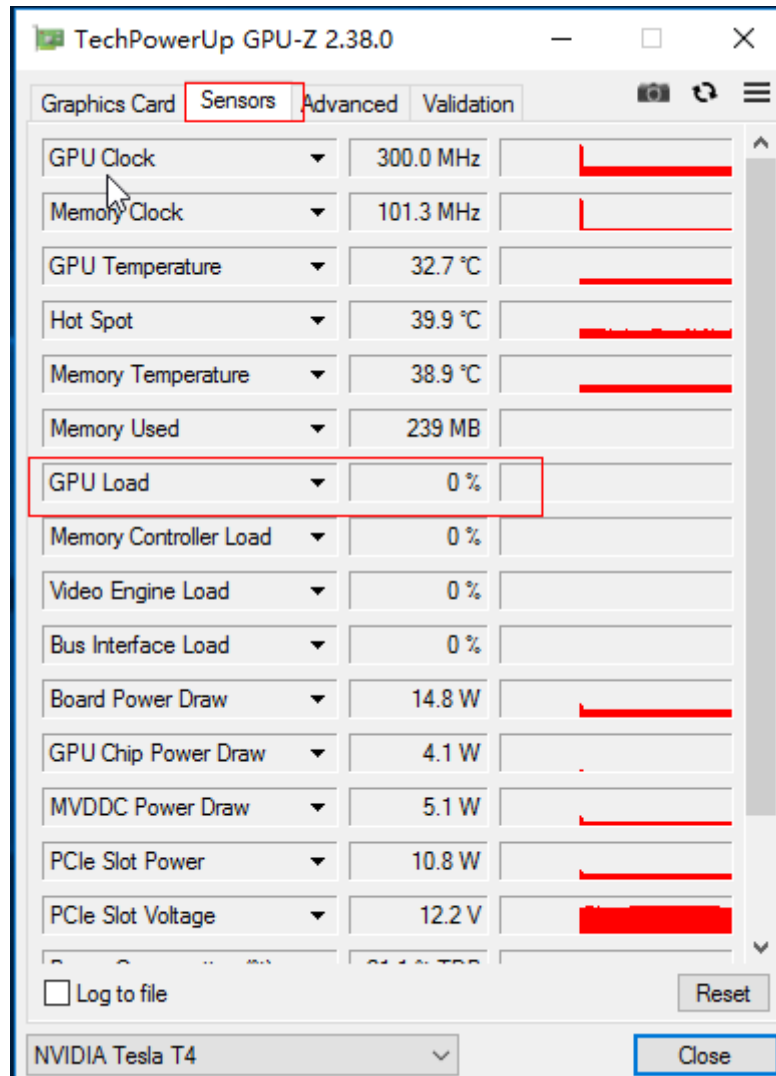 TechPowerUp GPU-Z 2.38.0
Graphics Card Sensors Advanced Validation
GPU Clock 300.0 MHz
Memory Clock 101.3 MHz
GPU Temperature 32.7 °C
Hot Spot 39.9 °C
Memory Temperature 38.9 °C
Memory Used 239 MB
GPU Load 0 %
Memory Controller Load 0 %
Video Engine Load 0 %
Bus Interface Load 0 %
Board Power Draw 14.8 W
GPU Chip Power Draw 4.1 W
MVDDC Power Draw 5.1 W
PCIe Slot Power 10.8 W
PCIe Slot Voltage 12.2 V
Log to file Reset
NVIDIA Tesla T4 Close